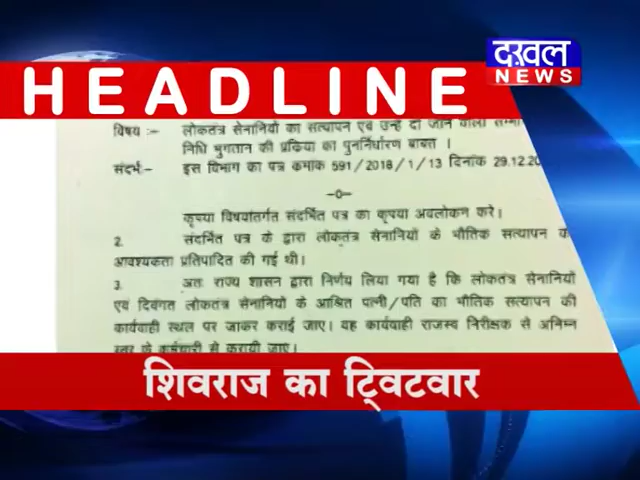 दख़ल
NEWS
HEADLINE
विषय :- लोकतंत्र सेनानियों का सत्यापन एवं उन्हे दी जाने वाली
निधि भुगतान की प्रक्रिया का पुनर्निर्धारण बाबत ।
संदर्भ:- इस विभाग का पत्र कमाक 591/2018/1/13 दिनांक 29.12.20
-0-
कृप्या विषयांतर्गत संदर्भित पत्र का कृपया अवलोकन करे।
2. संदर्भित पत्र के द्वारा लोकतंत्र सेनानियों के भौतिक सत्यापन क
आवश्यकता प्रतिपादित की गई थी।
3. अतः राज्य शासन द्वारा निर्णय लिया गया है कि लोकतंत्र सेनानियों
एवं दिवंगत लोकतंत्र सेनानियों के आश्रित पत्नी/पति का भौतिक सत्यापन की
कार्यवाही स्थल पर जाकर कराई जाए। यह कार्यवाही राजस्व निरीक्षक से अनिम्न
स्तर के कर्मचारी से करायी जाए।
शिवराज का ट्विटवार